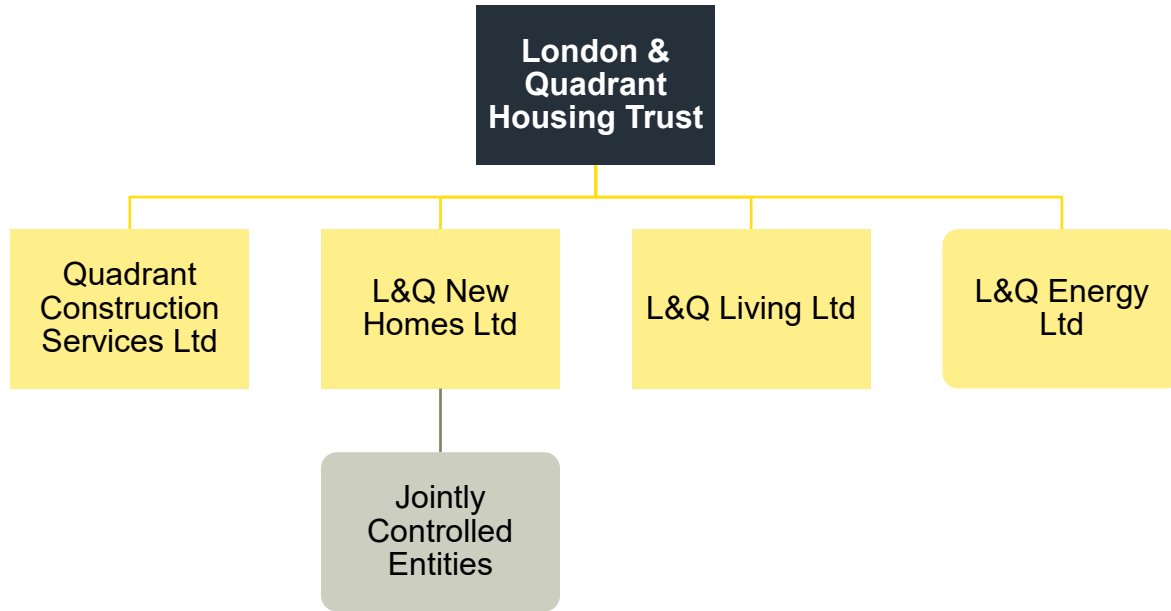 London &
Quadrant
Housing Trust
Quadrant
Construction
Services Ltd
L&Q New
Homes Ltd
L&Q Living Ltd
L&Q Energy
Ltd
Jointly
Controlled
Entities